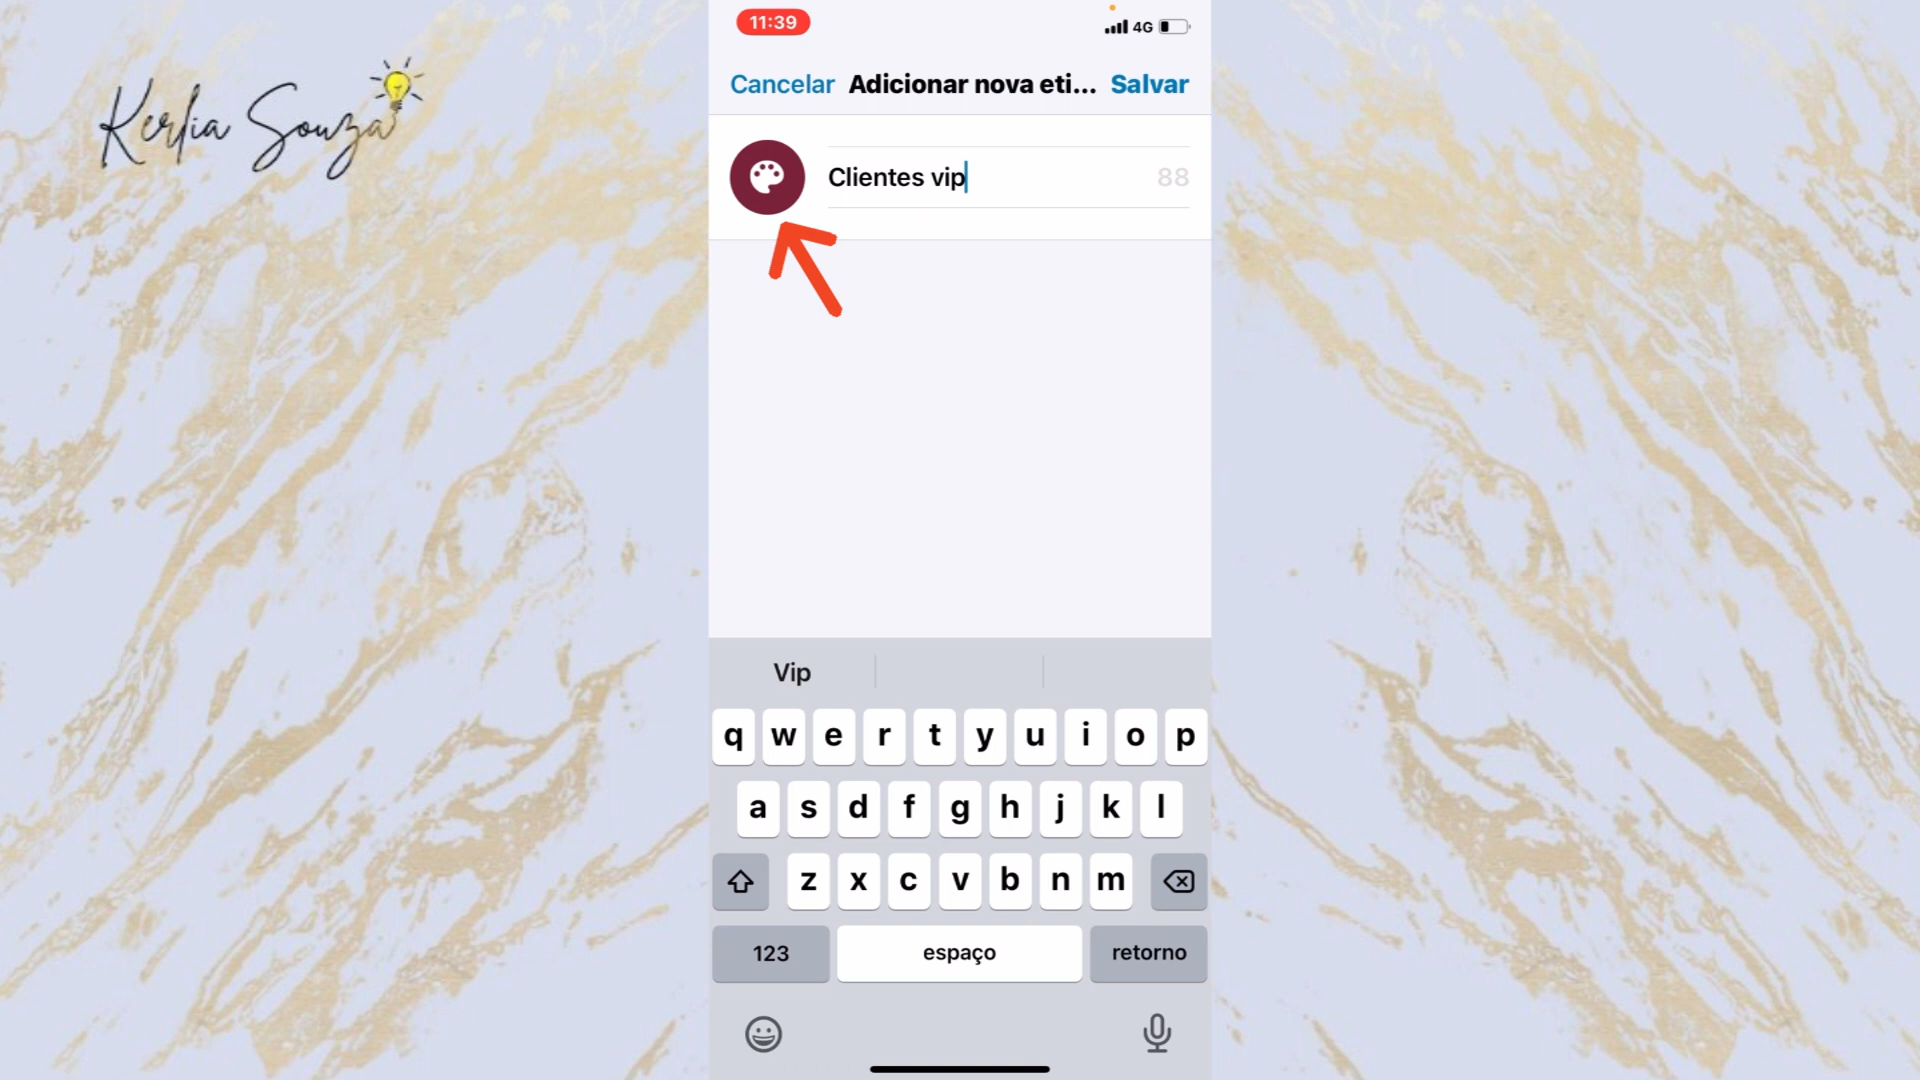 Kerlia Souza
11:39
4G
Cancelar Adicionar nova eti... Salvar
Clientes vip 88
Vip
q w e r t y u i o p
a s d f g h j k l
z x c v b n m
123 espaço retorno